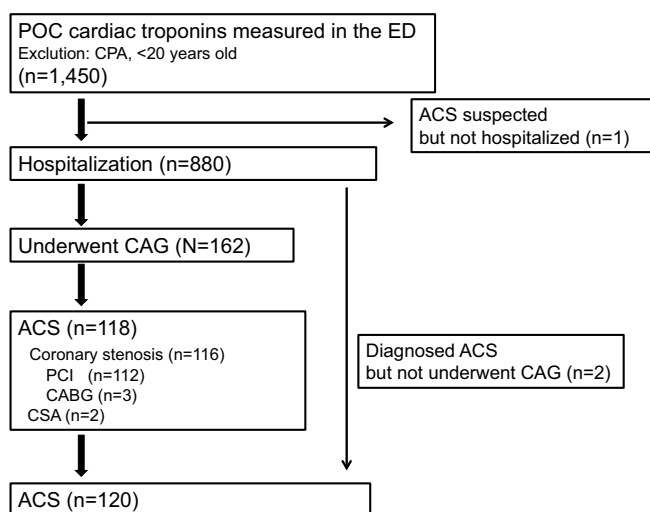 POC cardiac troponins measured in the ED
Exclution: CPA, <20 years old
(n=1,450)
ACS suspected
but not hospitalized (n=1)
Hospitalization (n=880)
Underwent CAG (N=162)
ACS (n=118)
Coronary stenosis (n=116)
PCI (n=112)
CABG (n=3)
CSA (n=2)
Diagnosed ACS
but not underwent CAG (n=2)
ACS (n=120)